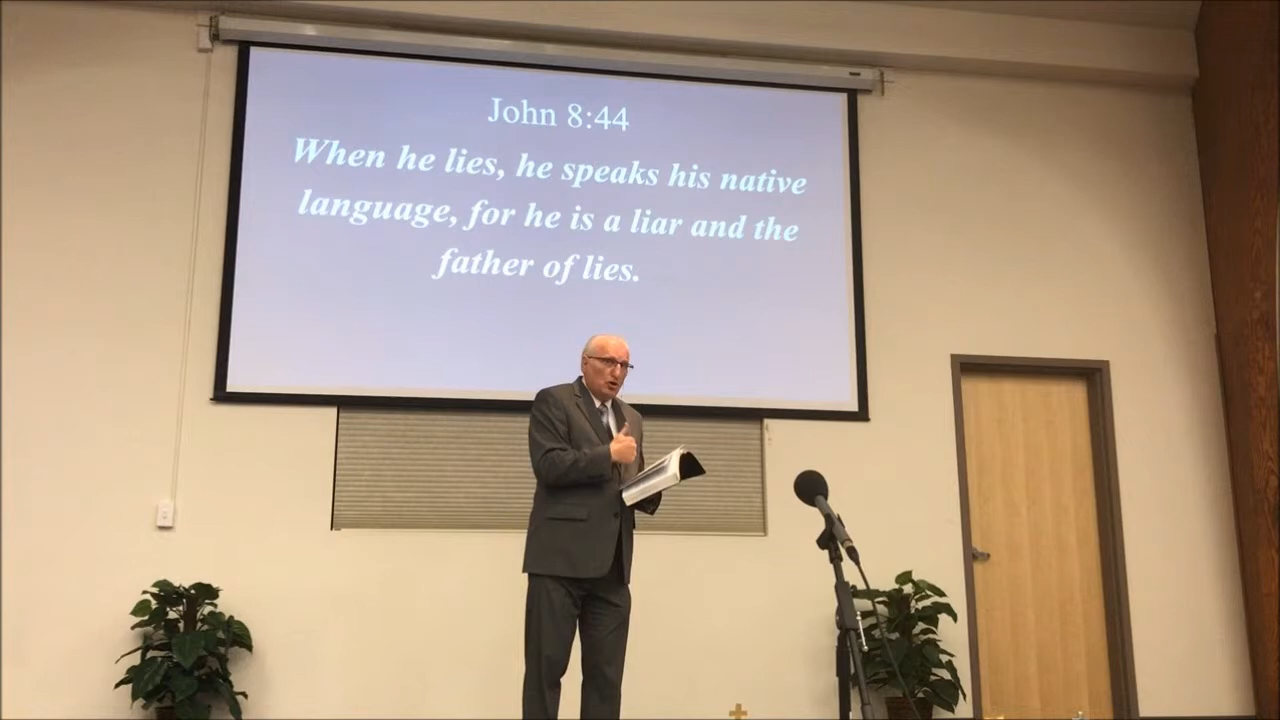 John 8:44
When he lies, he speaks his native
language, for he is a liar and the
father of lies.